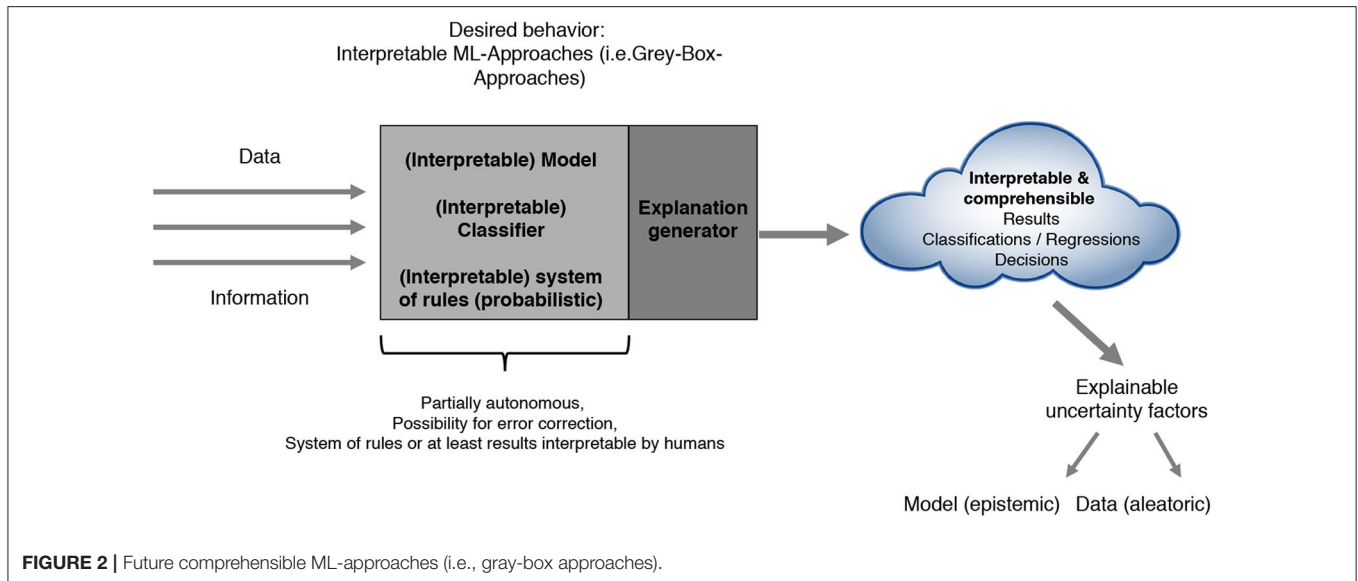 Desired behavior:
Interpretable ML-Approaches (i.e.Grey-Box-
Approaches)
Data
Information
(Interpretable) Model
(Interpretable)
Classifier
(Interpretable) system
of rules (probabilistic)
Explanation
generator
Interpretable &
comprehensible
Results
Classifications / Regressions
Decisions
Partially autonomous,
Possibility for error correction,
System of rules or at least results interpretable by humans
Explainable
uncertainty factors
Model (epistemic)
Data (aleatoric)
FIGURE 2 | Future comprehensible ML-approaches (i.e., gray-box approaches).